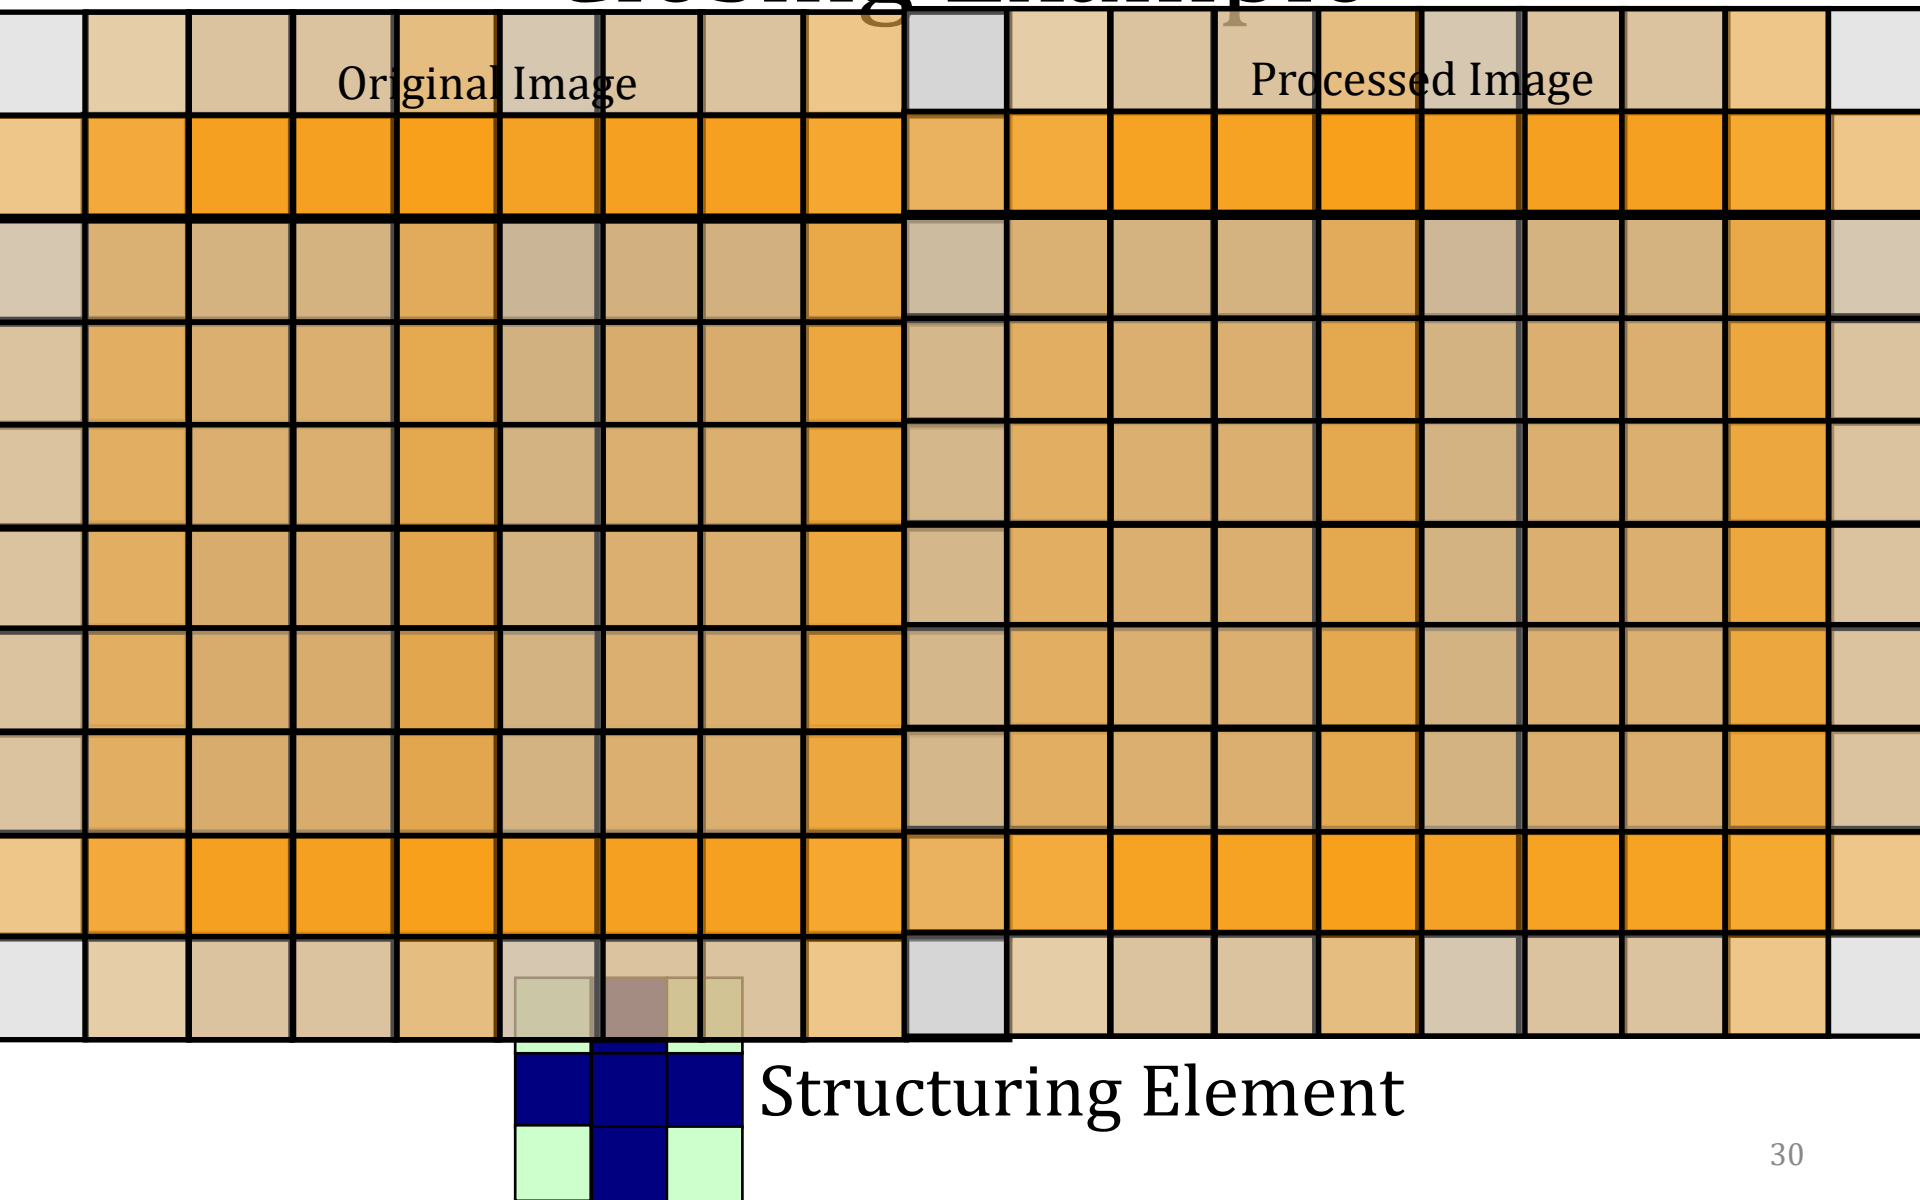 Original Image
Processed Image
Structuring Element
30